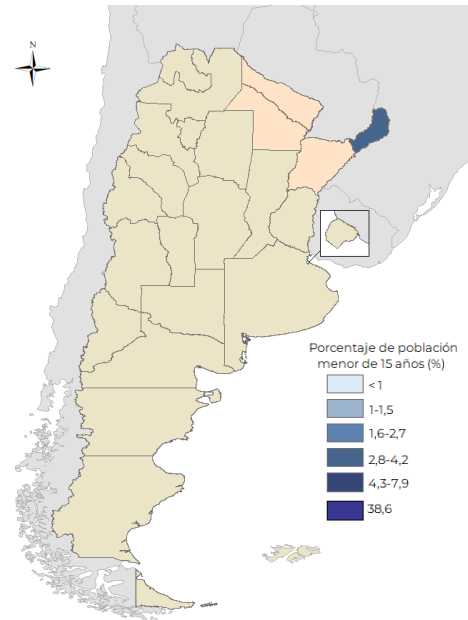 N
Porcentaje de población
menor de 15 años (%)
<1
1-1,5
1,6-2,7
2,8-4,2
4,3-7,9
38,6